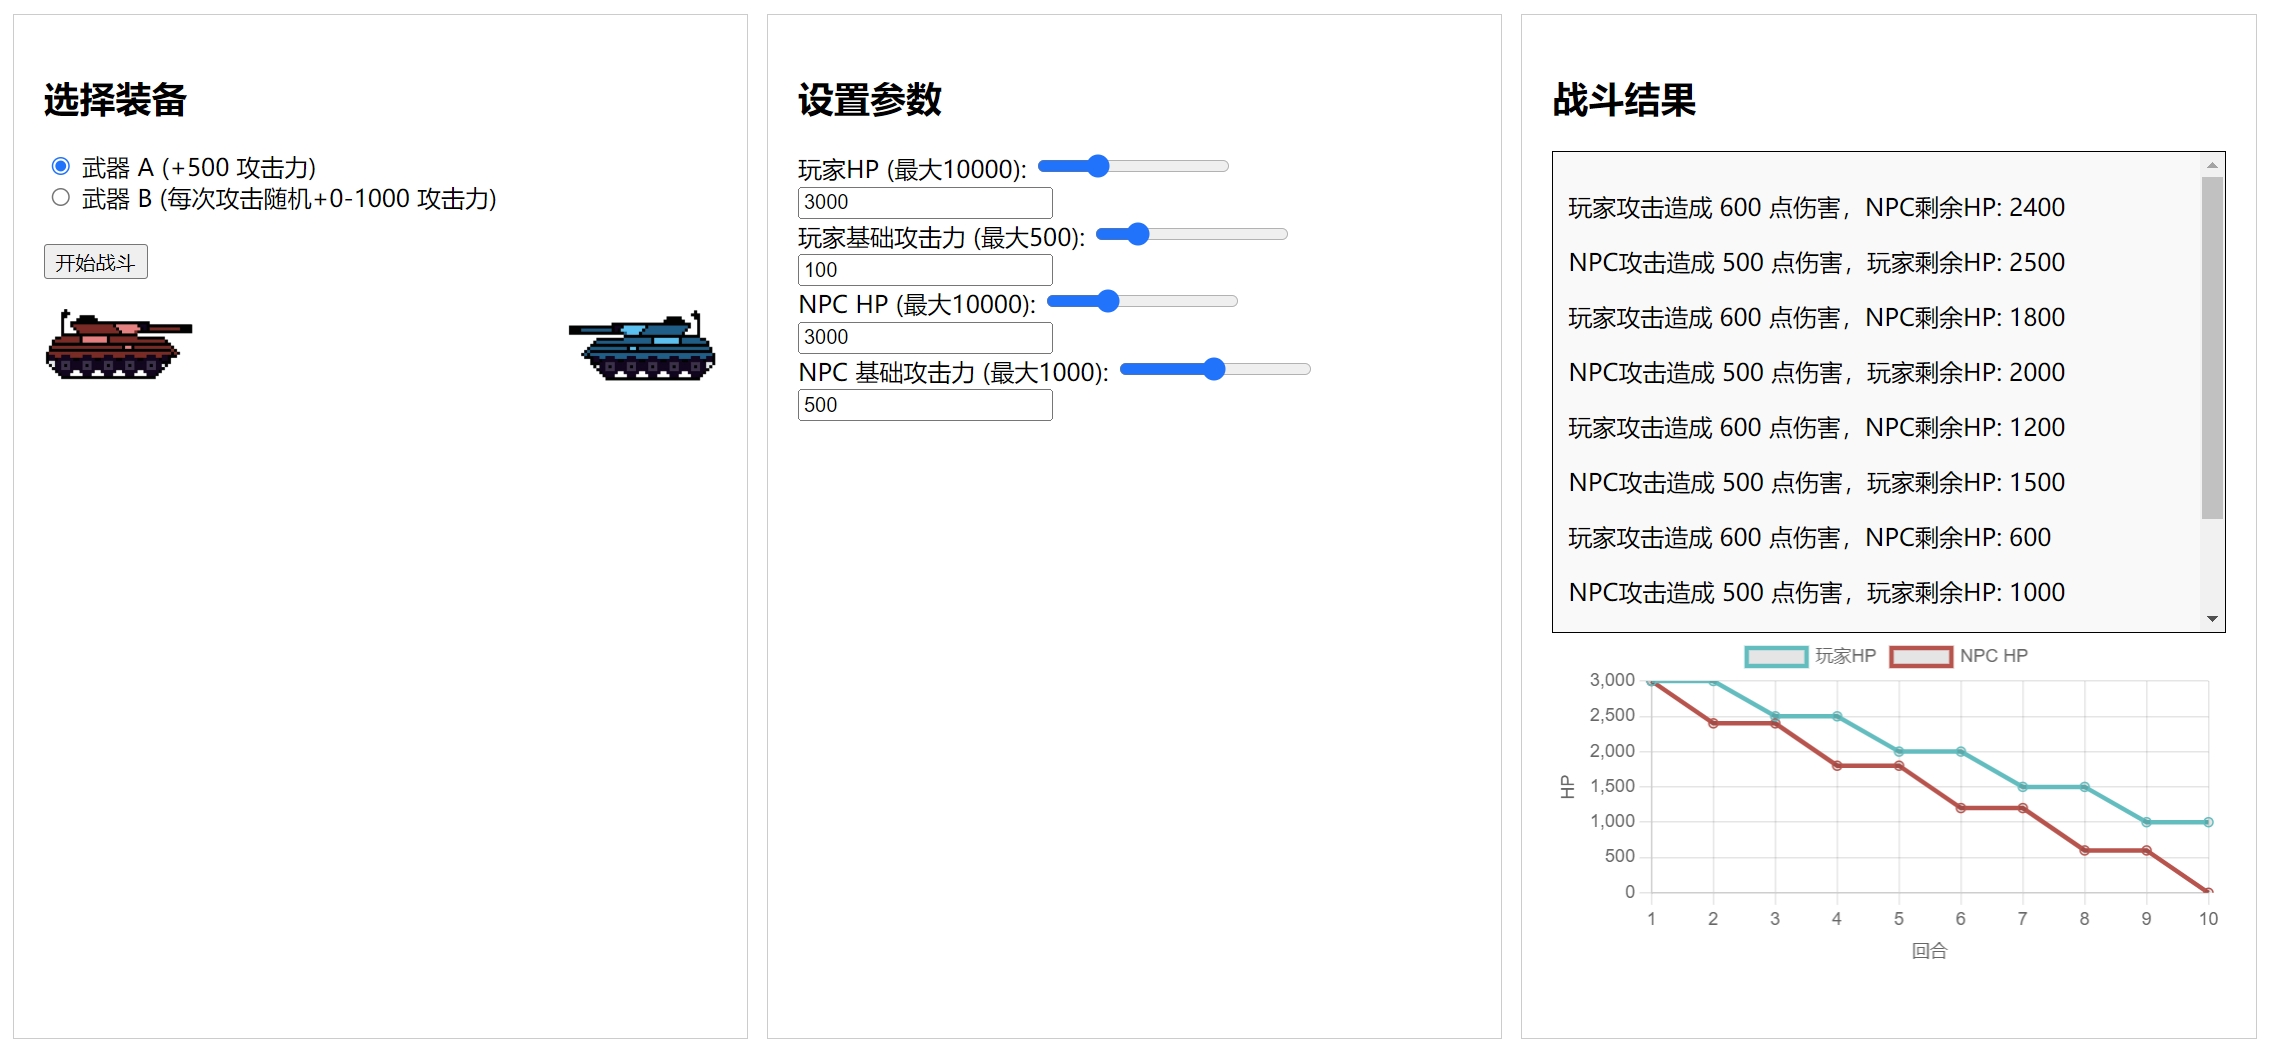 选择装备
武器 A (+500 攻击力)
武器 B (每次攻击随机+0-1000 攻击力)
开始战斗
设置参数
玩家HP (最大10000):
3000
玩家基础攻击力 (最大500):
100
NPC HP (最大10000):
3000
NPC 基础攻击力 (最大1000):
500
战斗结果
玩家攻击造成 600 点伤害，NPC剩余HP: 2400
NPC攻击造成 500 点伤害，玩家剩余HP: 2500
玩家攻击造成 600 点伤害，NPC剩余HP: 1800
NPC攻击造成 500 点伤害，玩家剩余HP: 2000
玩家攻击造成 600 点伤害，NPC剩余HP: 1200
NPC攻击造成 500 点伤害，玩家剩余HP: 1500
玩家攻击造成 600 点伤害，NPC剩余HP: 600
NPC攻击造成 500 点伤害，玩家剩余HP: 1000
玩家HP NPC HP
3,000
2,500
2,000
1,500
1,000
500
0
HP
1 2 3 4 5 6 7 8 9 10
回合